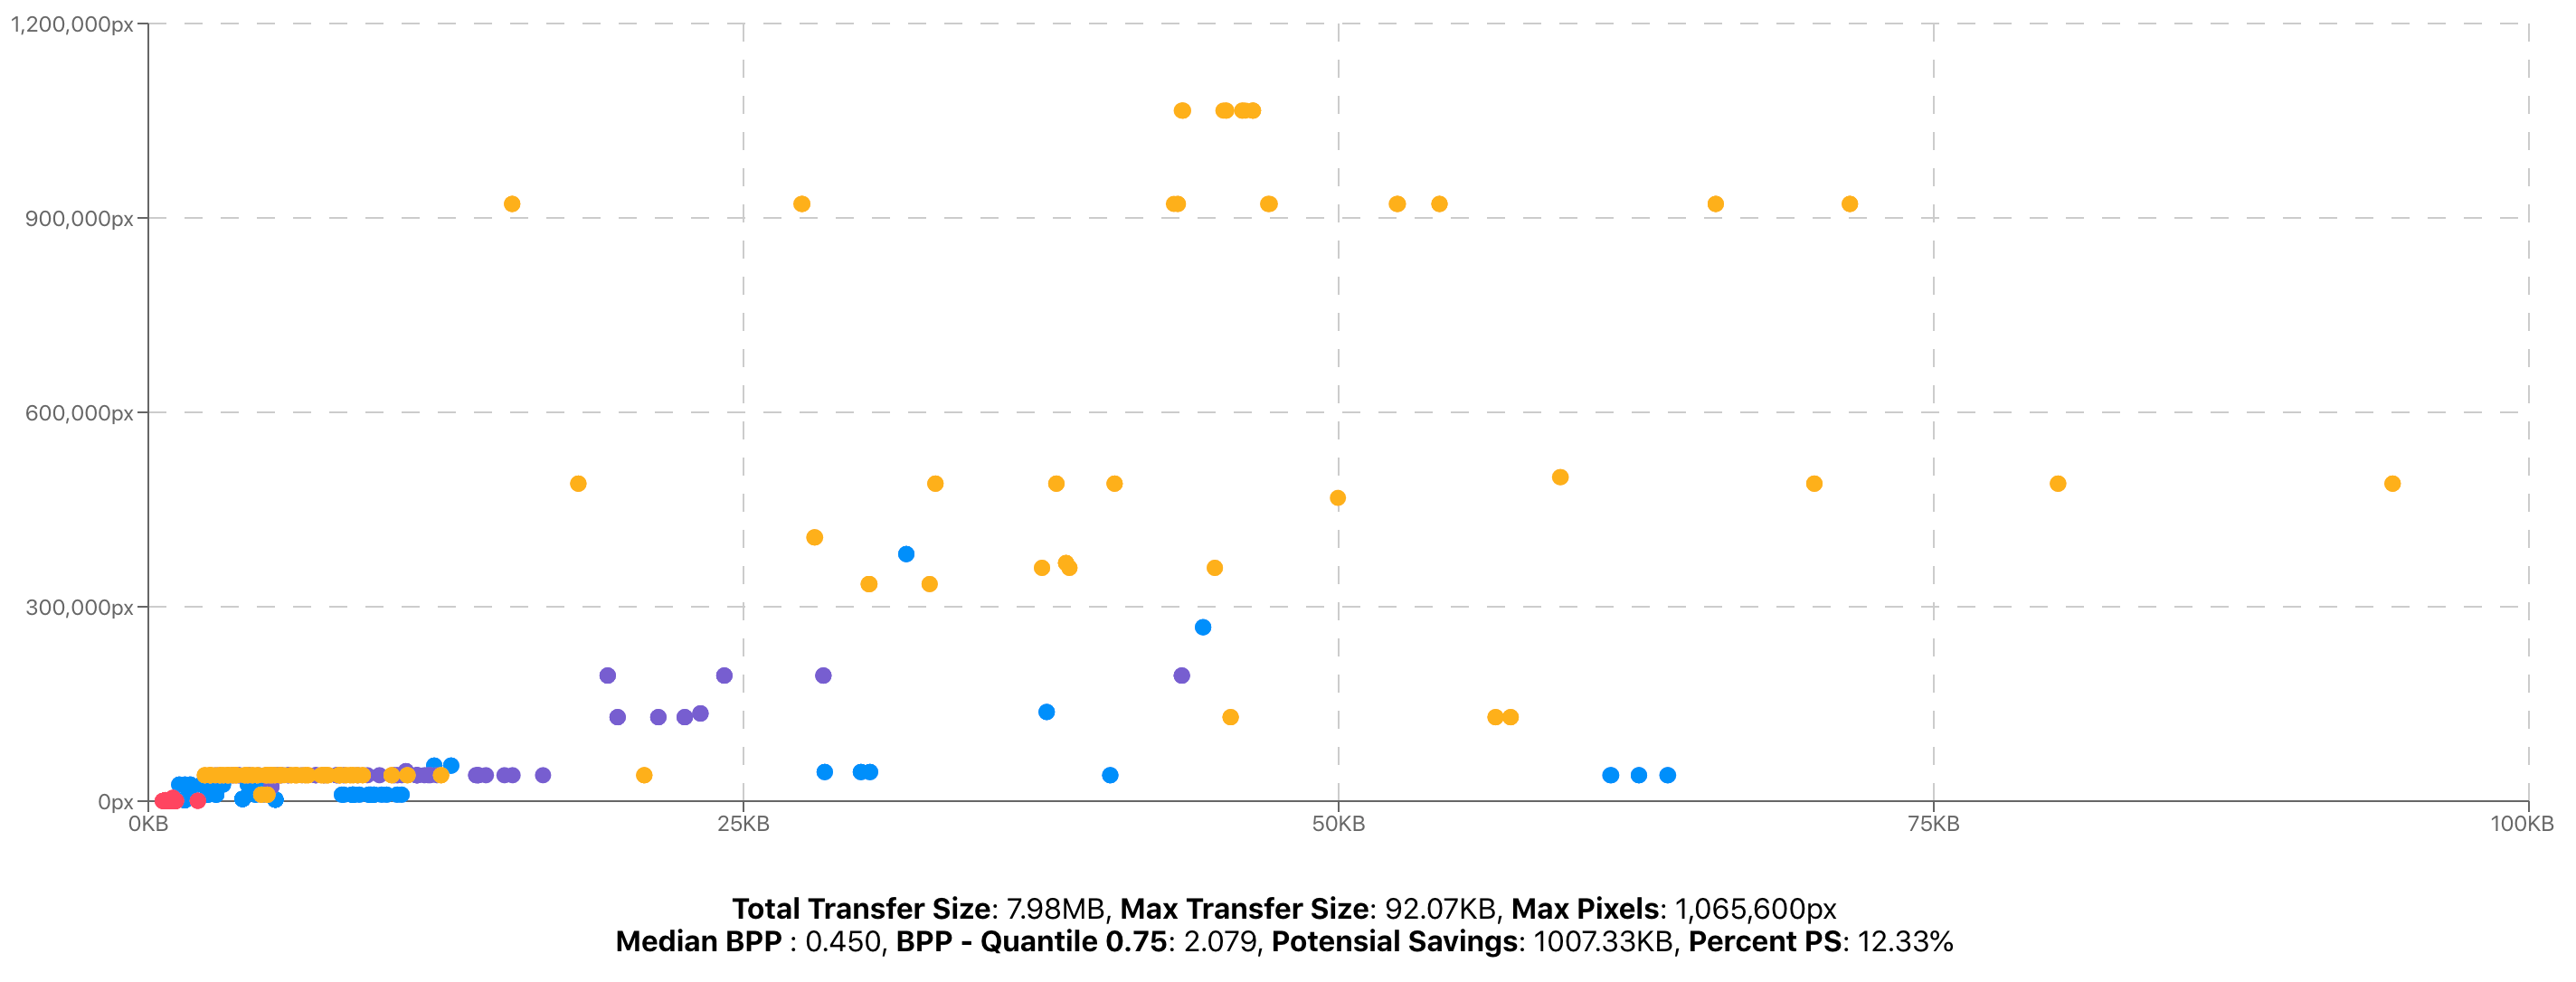 1,200,000px
900,000px
600,000px
300,000px
0px
0KB 25KB 50KB 75KB 100KB
Total Transfer Size: 7.98MB, Max Transfer Size: 92.07KB, Max Pixels: 1,065,600px
Median BPP : 0.450, BPP - Quantile 0.75: 2.079, Potensial Savings: 1007.33KB, Percent PS: 12.33%